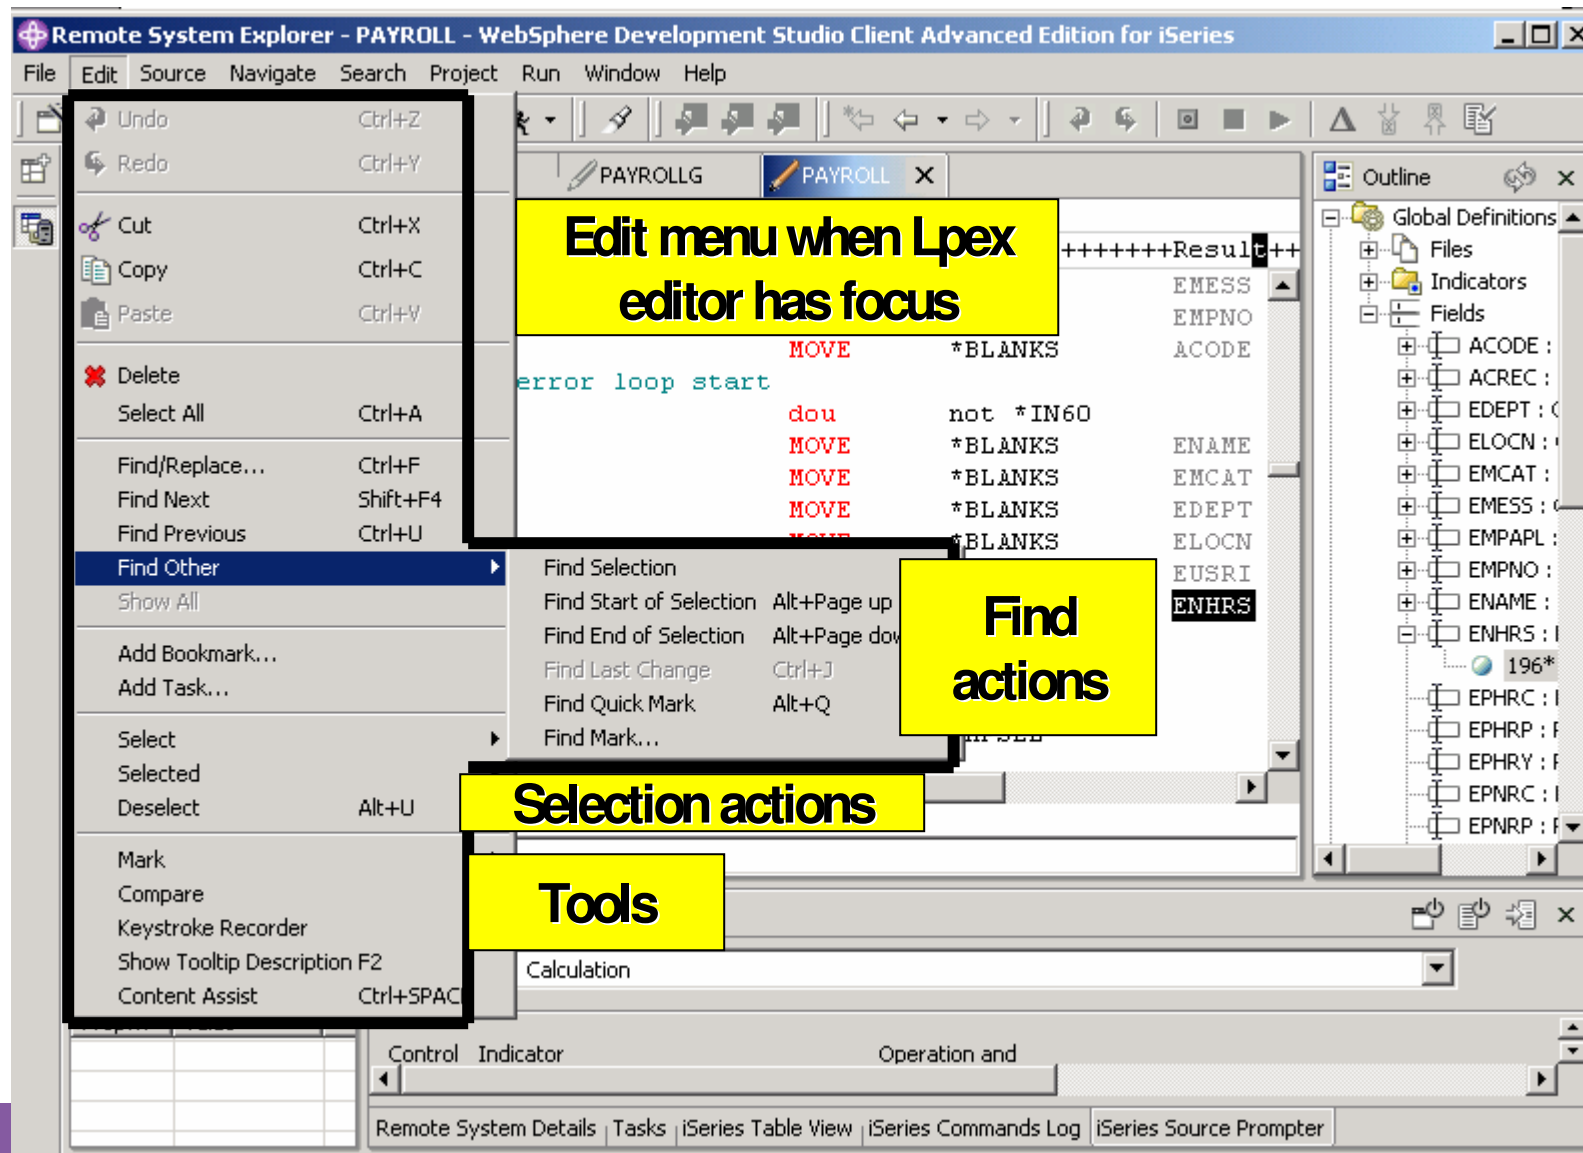 Remote System Explorer - PAYROLL - WebSphere Development Studio Client Advanced Edition for iSeries
File Edit Source Navigate Search Project Run Window Help
Undo Ctrl+Z
Redo Ctrl+Y
Cut Ctrl+X
Copy Ctrl+C
Paste Ctrl+V
Delete
Select All Ctrl+A
Find/Replace... Ctrl+F
Find Next Shift+F4
Find Previous Ctrl+U
Find Other
Show All
Add Bookmark...
Add Task...
Select
Selected
Deselect Alt+U
Mark
Compare
Keystroke Recorder
Show Tooltip Description F2
Content Assist Ctrl+SPAC
Find Selection
Find Start of Selection Alt+Page up
Find End of Selection Alt+Page dow
Find Last Change Ctrl+J
Find Quick Mark Alt+Q
Find Mark...
PAYROLLG PAYROLL
Edit menu when Lpex
editor has focus
+++++++Result++
EMESS
EMPNO
MOVE *BLANKS ACODE
error loop start
dou not *IN60
MOVE *BLANKS ENAME
MOVE *BLANKS EMCAT
MOVE *BLANKS EDEPT
MOVE *BLANKS ELOCN
EUSRI
ENHRS
Find
actions
Selection actions
Tools
Outline
Global Definitions
Files
Indicators
Fields
ACODE :
ACREC :
EDEPT :
ELOCN :
EMCAT :
EMESS :
EMPAPL :
EMPNO :
ENAME :
ENHRS :
196*
EPHRC :
EPHRP :
EPHRY :
EPNRC :
EPNRP :
Calculation
Control Indicator Operation and
Remote System Details Tasks iSeries Table View iSeries Commands Log iSeries Source Prompter